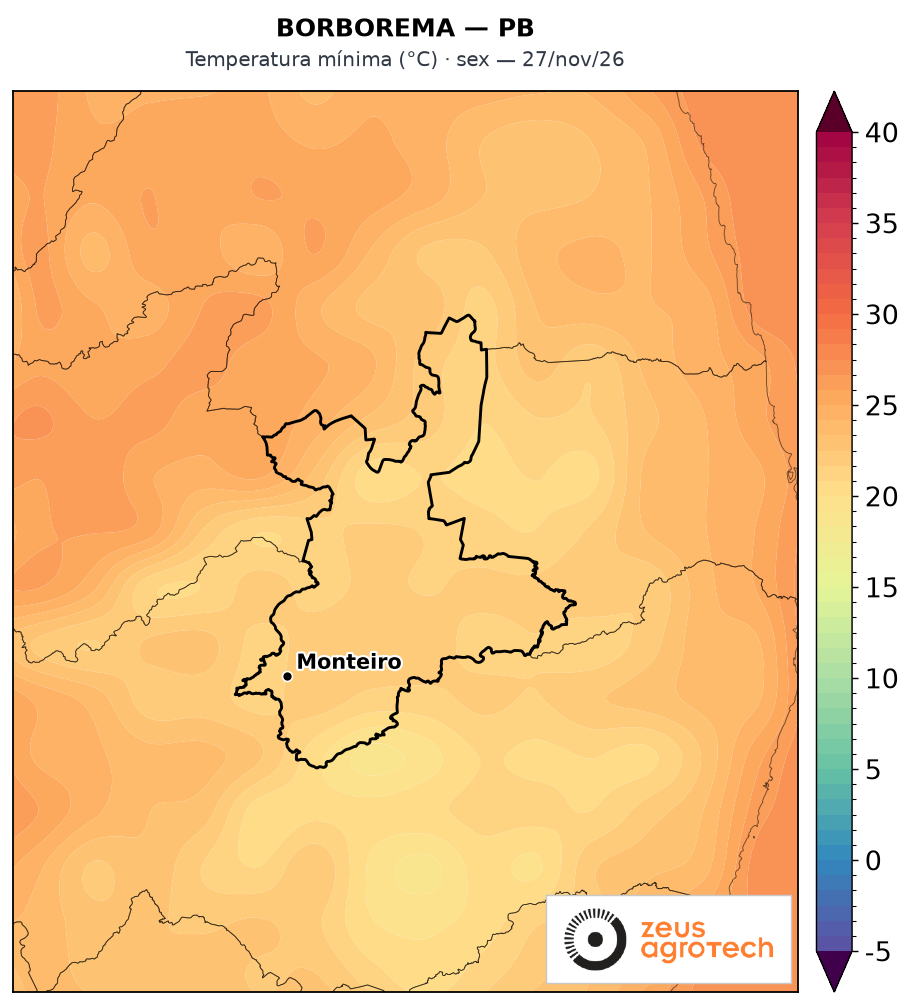 BORBOREMA — PB
Temperatura mínima (°C) · sex — 27/nov/26
40
35
30
25
20
15
10
5
0
-5
Monteiro
zeus
agrotech